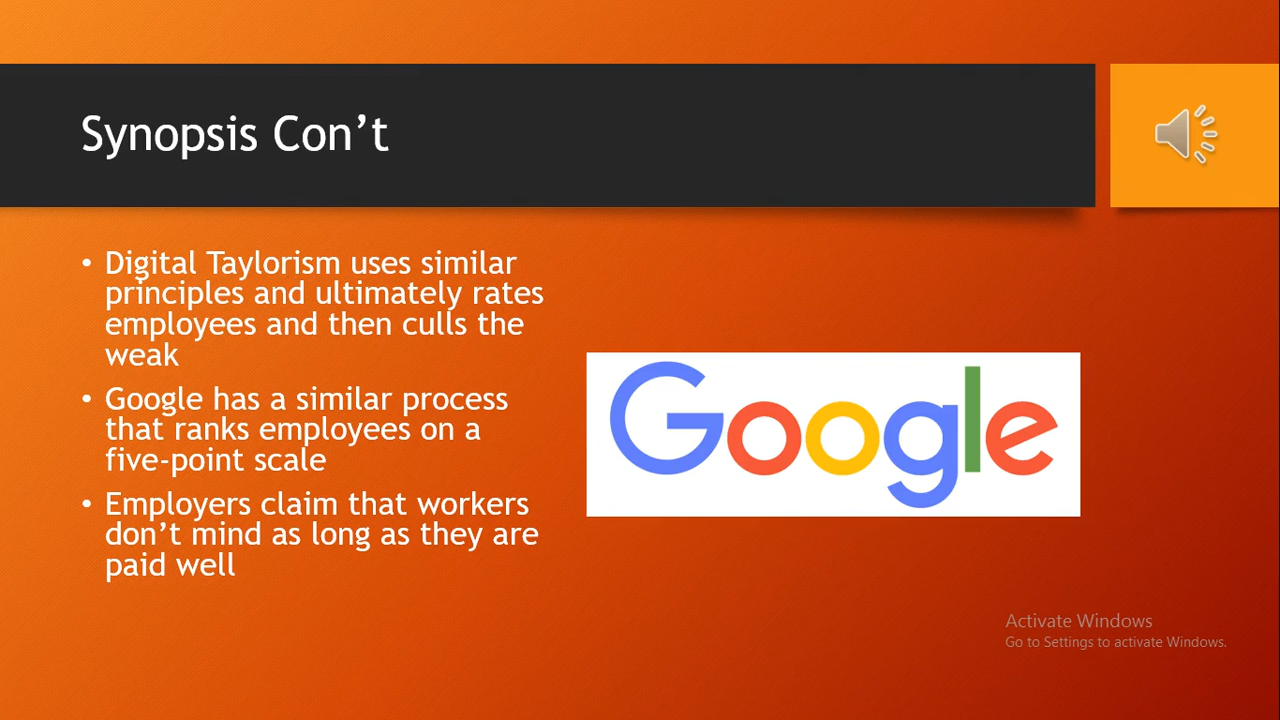 Synopsis Con’t
• Digital Taylorism uses similar
principles and ultimately rates
employees and then culls the
weak
• Google has a similar process
that ranks employees on a
five-point scale
• Employers claim that workers
don’t mind as long as they are
paid well
Google
Activate Windows
Go to Settings to activate Windows.